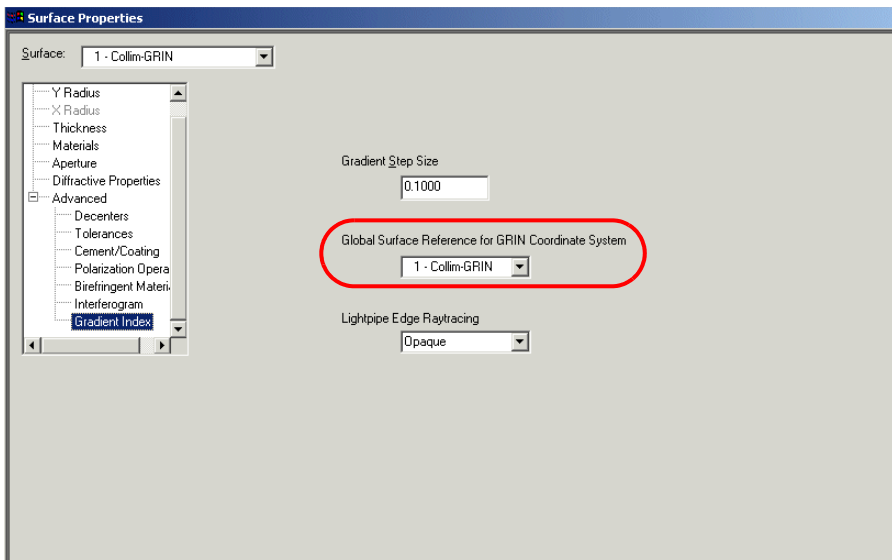 Surface Properties
Surface: 1 - Collim-GRIN
Y Radius
X Radius
Thickness
Materials
Aperture
Diffractive Properties
Advanced
Decenters
Tolerances
Cement/Coating
Polarization Opera
Birefringent Materi
Interferogram
Gradient Index
Gradient Step Size
0.1000
Global Surface Reference for GRIN Coordinate System
1 - Collim-GRIN
Lightpipe Edge Raytracing
Opaque